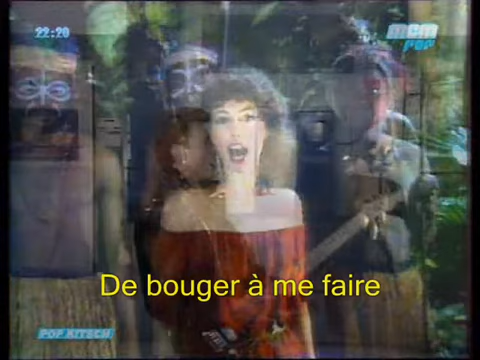 22:20
mcm
POP
De bouger à me faire
POP KITSCH